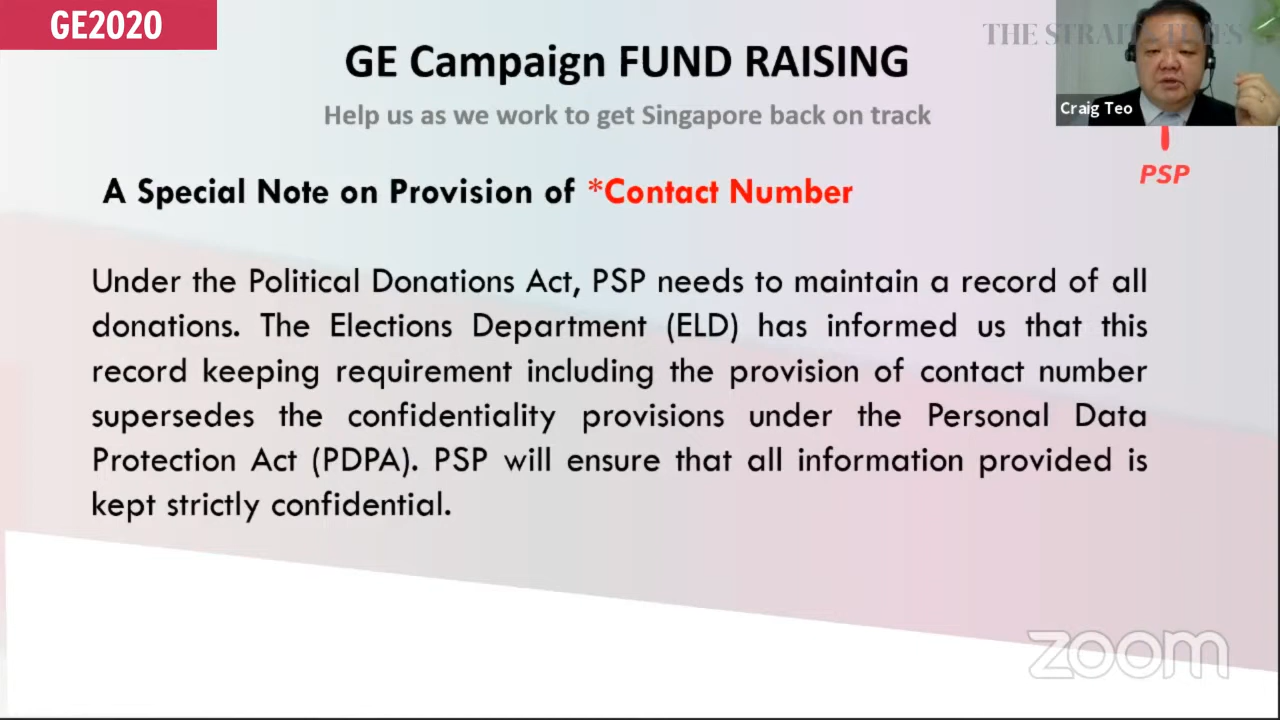 GE2020
THE STRAITS TIMES
GE Campaign FUND RAISING
Help us as we work to get Singapore back on track
Craig Teo
PSP
A Special Note on Provision of *Contact Number
Under the Political Donations Act, PSP needs to maintain a record of all
donations. The Elections Department (ELD) has informed us that this
record keeping requirement including the provision of contact number
supersedes the confidentiality provisions under the Personal Data
Protection Act (PDPA). PSP will ensure that all information provided is
kept strictly confidential.
zoom